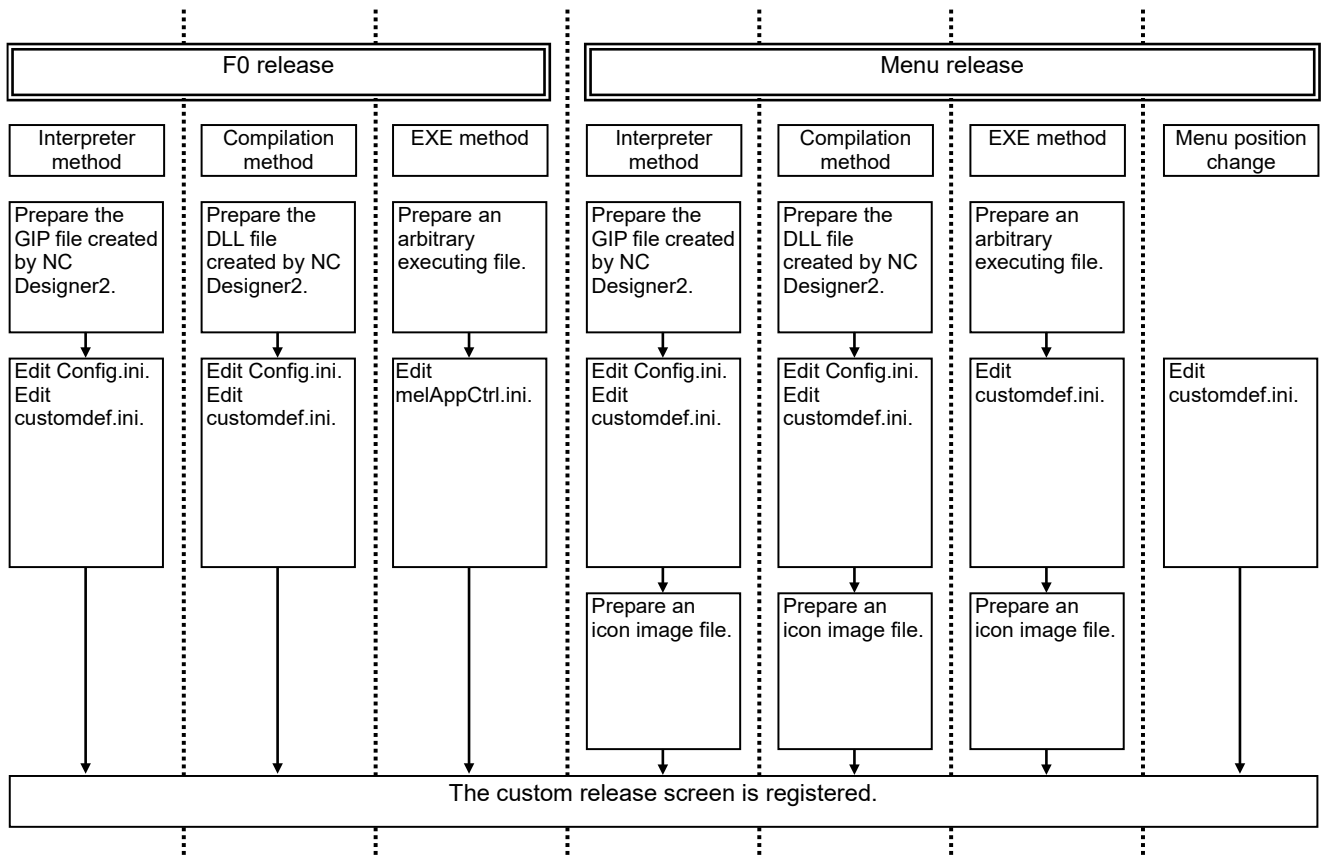 F0 release
Menu release
Interpreter
method
Compilation
method
EXE method
Interpreter
method
Compilation
method
EXE method
Menu position
change
Prepare the
GIP file created
by NC
Designer2.
Prepare the
DLL file
created by NC
Designer2.
Prepare an
arbitrary
executing file.
Prepare the
GIP file created
by NC
Designer2.
Prepare the
DLL file
created by NC
Designer2.
Prepare an
arbitrary
executing file.
Edit Config.ini.
Edit
customdef.ini.
Edit Config.ini.
Edit
customdef.ini.
Edit
melAppCtrl.ini.
Edit Config.ini.
Edit
customdef.ini.
Edit Config.ini.
Edit
customdef.ini.
Edit
customdef.ini.
Edit
customdef.ini.
Prepare an
icon image file.
Prepare an
icon image file.
Prepare an
icon image file.
The custom release screen is registered.